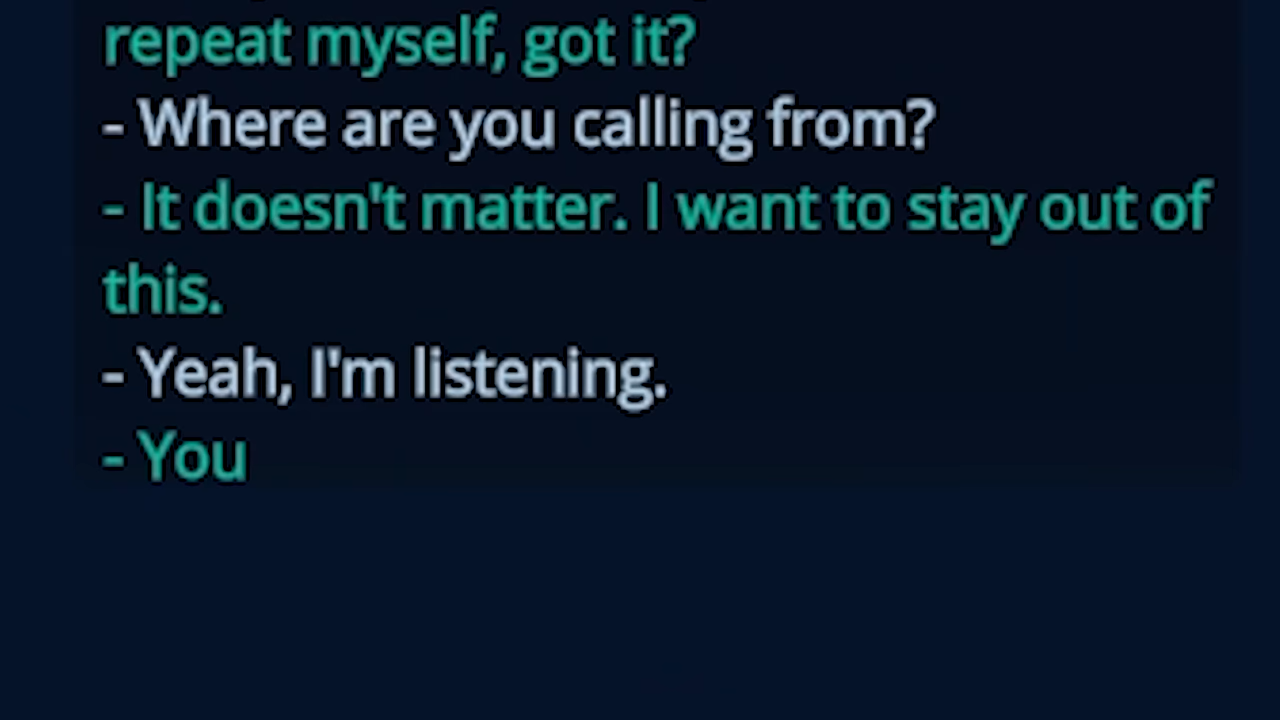 repeat myself, got it?
- Where are you calling from?
- It doesn't matter. I want to stay out of
this.
- Yeah, I'm listening.
- You